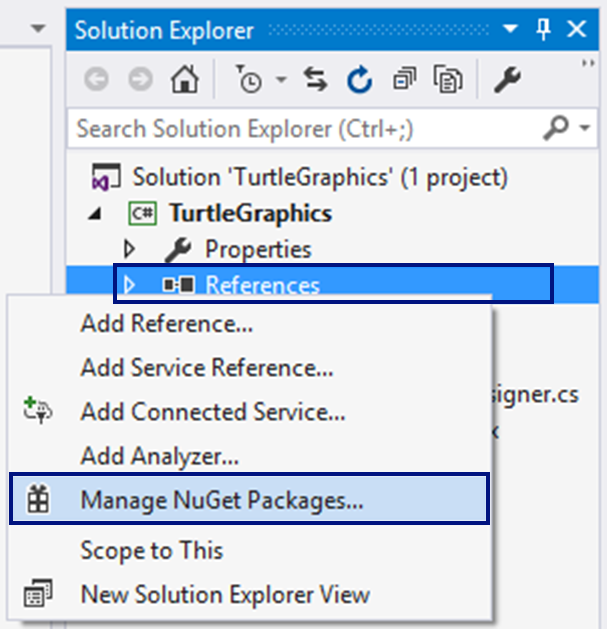 Solution Explorer
Search Solution Explorer (Ctrl+;)
Solution 'TurtleGraphics' (1 project)
C# TurtleGraphics
Properties
References
Add Reference...
Add Service Reference...
igner.cs
Add Connected Service...
x
Add Analyzer...
Manage NuGet Packages...
Scope to This
New Solution Explorer View